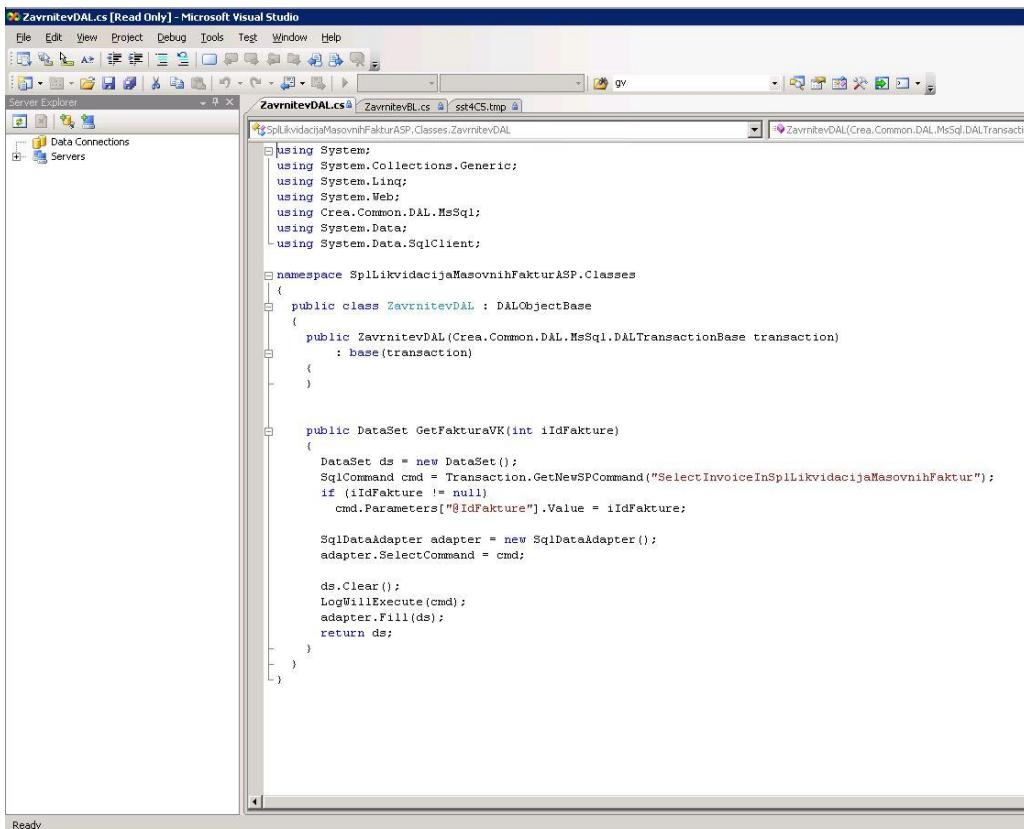 ZavrnitevDAL.cs [Read Only] - Microsoft Visual Studio
File Edit View Project Debug Tools Test Window Help
gv
Server Explorer
Data Connections
Servers
ZavrnitevDAL.cs ZavrnitevBL.cs sst4C5.tmp
SplLikvidacijaMasovnihFakturASP.Classes.ZavrnitevDAL ZavrnitevDAL(Crea.Common.DAL.MsSql.DALTransacti
using System;
using System.Collections.Generic;
using System.Linq;
using System.Web;
using Crea.Common.DAL.MsSql;
using System.Data;
using System.Data.SqlClient;
namespace SplLikvidacijaMasovnihFakturASP.Classes
{
public class ZavrnitevDAL : DALObjectBase
{
public ZavrnitevDAL(Crea.Common.DAL.MsSql.DALTransactionBase transaction)
: base(transaction)
{
}
public DataSet GetFakturaVK(int iIdFakture)
{
DataSet ds = new DataSet();
SqlCommand cmd = Transaction.GetNewSPCommand("SelectInvoiceInSplLikvidacijaMasovnihFaktur");
if (iIdFakture != null)
cmd.Parameters["@IdFakture"].Value = iIdFakture;
SqlDataAdapter adapter = new SqlDataAdapter();
adapter.SelectCommand = cmd;
ds.Clear();
LogWillExecute(cmd);
adapter.Fill(ds);
return ds;
}
}
}
Ready